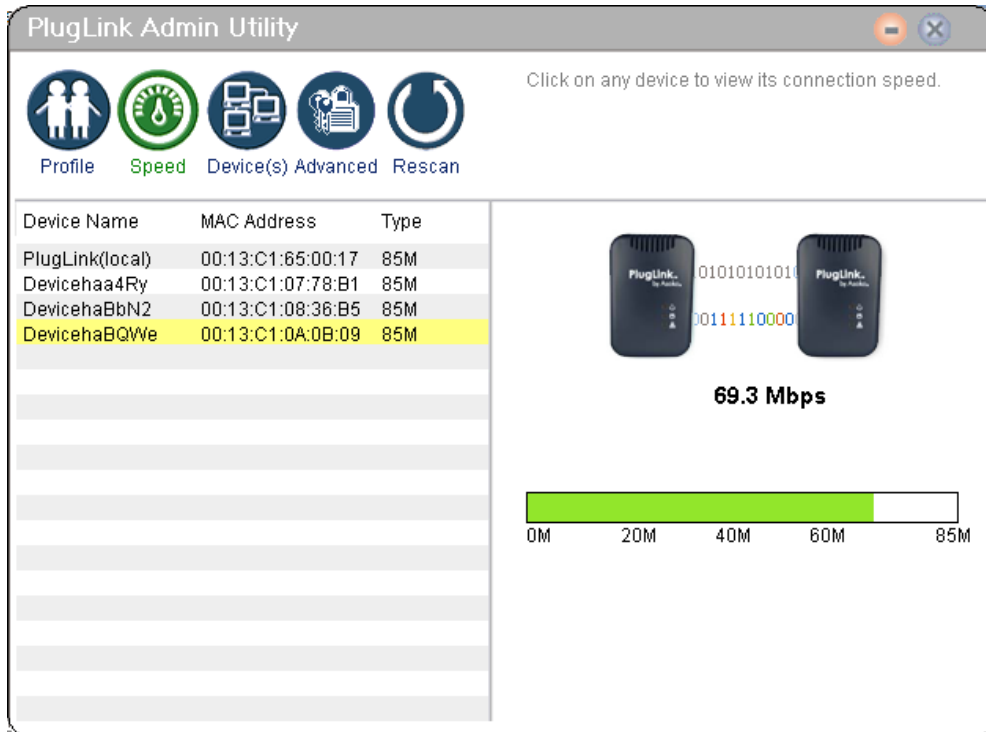 PlugLink Admin Utility
Click on any device to view its connection speed.
Profile Speed Device(s) Advanced Rescan
Device Name MAC Address Type
PlugLink(local) 00:13:C1:65:00:17 85M
Devicehaa4Ry 00:13:C1:07:78:B1 85M
DevicehaBbN2 00:13:C1:08:36:B5 85M
DevicehaBQWe 00:13:C1:0A:0B:09 85M
PlugLink. 01010101010 PlugLink.
00111110000
69.3 Mbps
0M 20M 40M 60M 85M